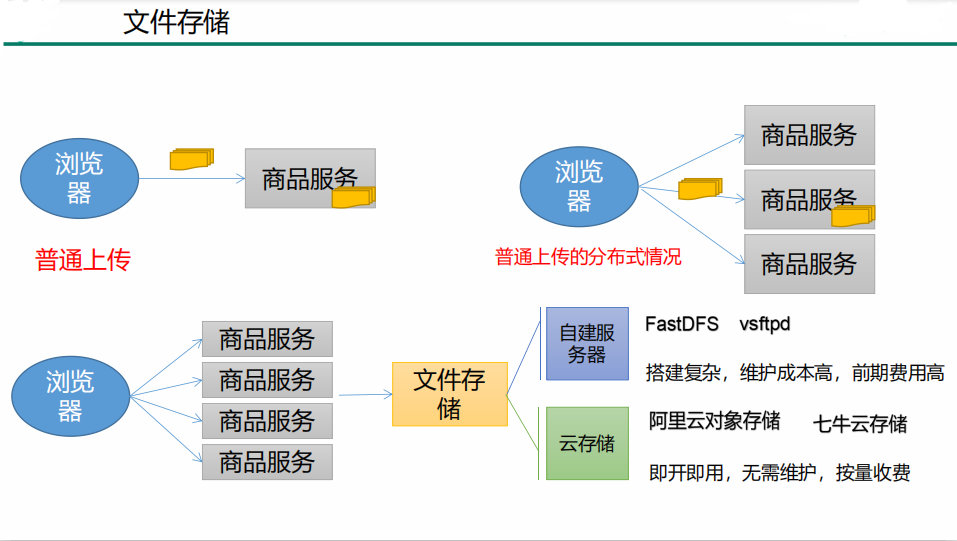 文件存储
浏览
器
商品服务
普通上传
浏览
器
商品服务
商品服务
商品服务
普通上传的分布式情况
浏览
器
商品服务
商品服务
商品服务
商品服务
文件存
储
自建服
务器
FastDFS vsftpd
搭建复杂，维护成本高，前期费用高
云存储
阿里云对象存储 七牛云存储
即开即用，无需维护，按量收费